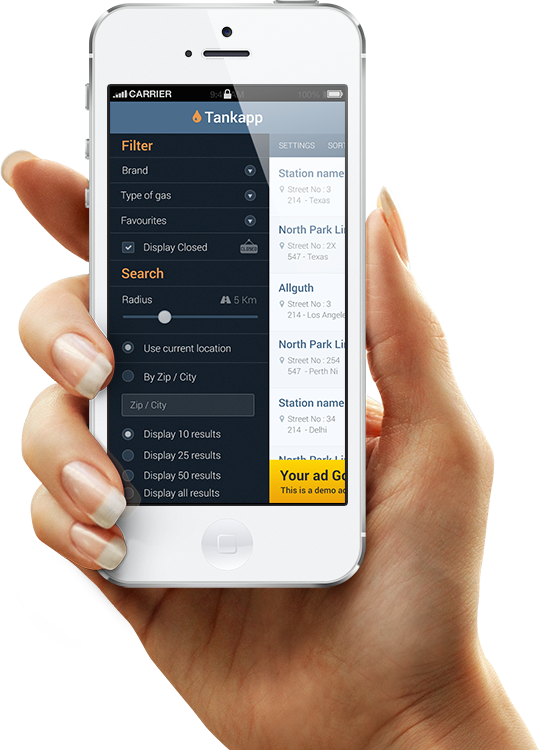 CARRIER
100%
Tankapp
Filter
Brand
Type of gas
Favourites
Display Closed
CLOSED
Search
Radius
5 Km
Use current location
By Zip / City
Zip / City
Display 10 results
Display 25 results
Display 50 results
Display all results
SETTINGS SORT
Station name
Street No : 3
214 - Texas
North Park Li
Street No : 2X
547 - Texas
Allguth
Street No : 3
214 - Los Angele
North Park Li
Street No : 254
547 - Perth Ni
Station name
Street No : 34
214 - Delhi
North Park Li
Your ad Go
This is a demo ad